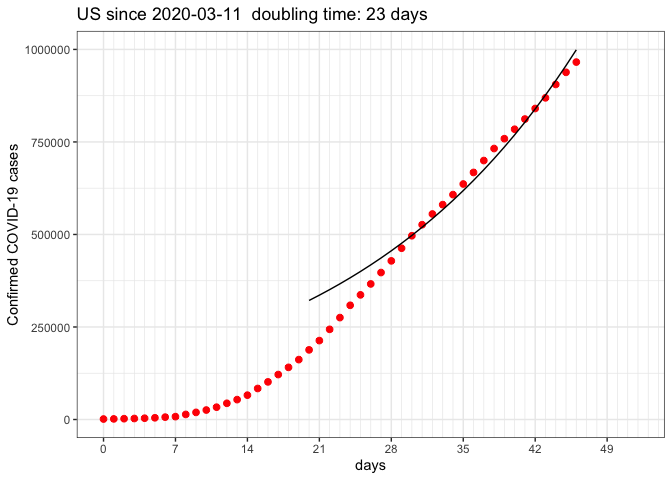 US since 2020-03-11  doubling time: 23 days
1000000
750000
500000
250000
0
Confirmed COVID-19 cases
0 7 14 21 28 35 42 49
days